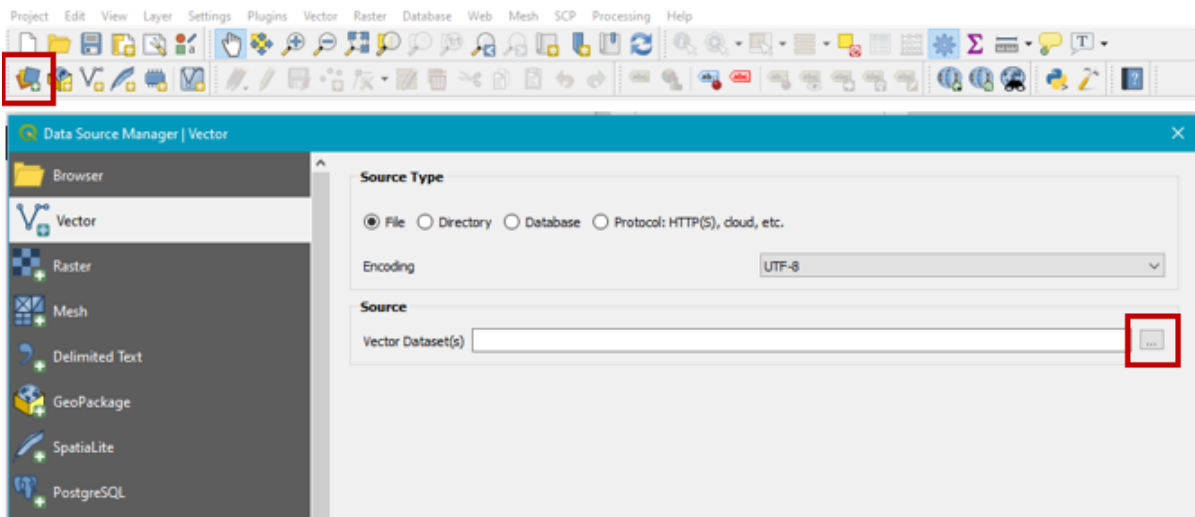 Project Edit View Layer Settings Plugins Vector Raster Database Web Mesh SCP Processing Help
Data Source Manager | Vector
Browser
Vector
Raster
Mesh
Delimited Text
GeoPackage
SpatiaLite
PostgreSQL
Source Type
File Directory Database Protocol: HTTP(S), cloud, etc.
Encoding UTF-8
Source
Vector Dataset(s) ...